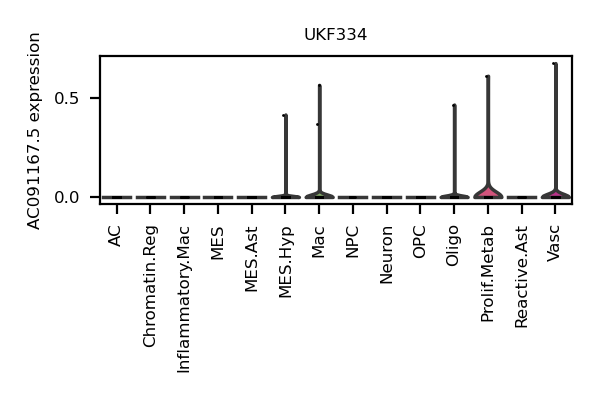 UKF334
AC091167.5 expression
0.5
0.0
AC
Chromatin.Reg
Inflammatory.Mac
MES
MES.Ast
MES.Hyp
Mac
NPC
Neuron
OPC
Oligo
Prolif.Metab
Reactive.Ast
Vasc